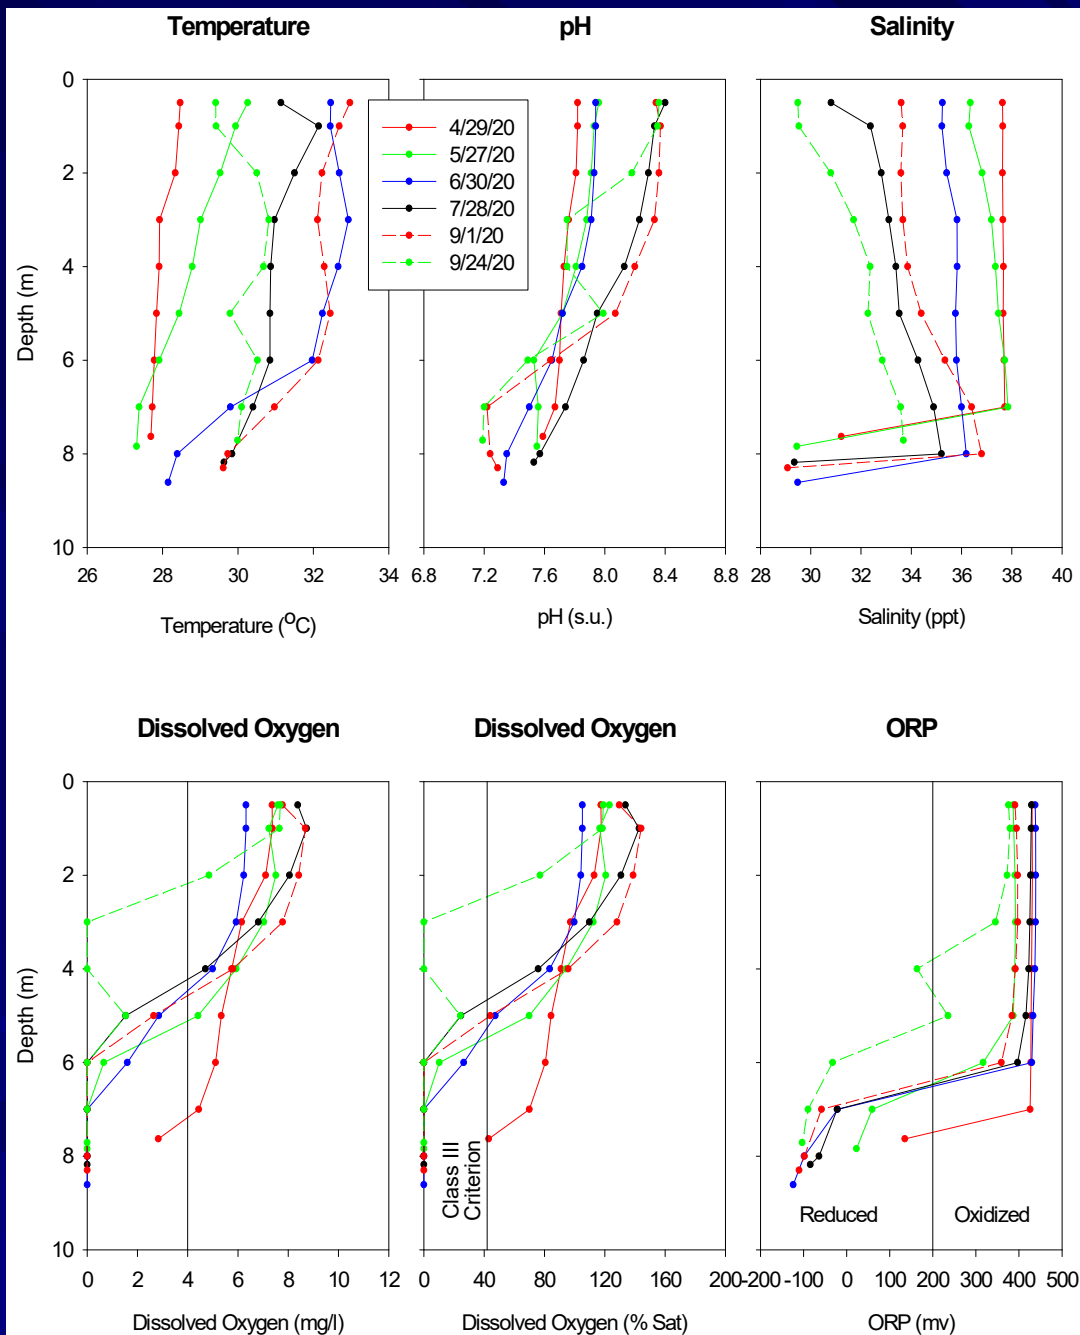 Temperature
pH
Salinity
0
2
4
6
8
10
Depth (m)
4/29/20
5/27/20
6/30/20
7/28/20
9/1/20
9/24/20
26 28 30 32 34
6.8 7.2 7.6 8.0 8.4 8.8
28 30 32 34 36 38 40
Temperature (OC)
pH (s.u.)
Salinity (ppt)
Dissolved Oxygen
Dissolved Oxygen
ORP
0
2
4
6
8
10
Depth (m)
Class III
Criterion
Reduced
Oxidized
0 2 4 6 8 10 12
0 40 80 120 160 200
-200 -100 0 100 200 300 400 500
Dissolved Oxygen (mg/l)
Dissolved Oxygen (% Sat)
ORP (mv)